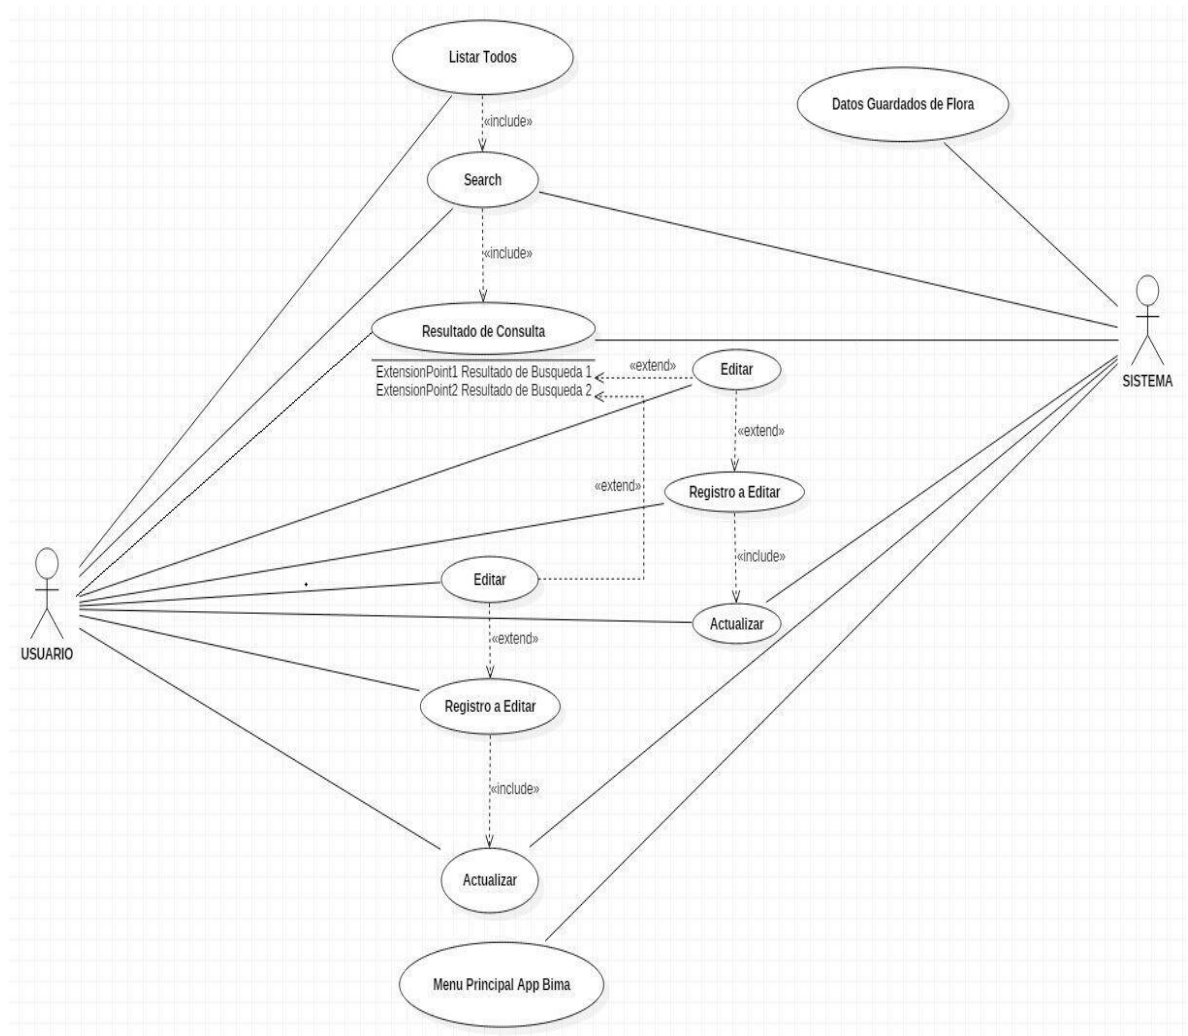 Listar Todos
Datos Guardados de Flora
«include»
Search
«include»
Resultado de Consulta
ExtensionPoint1 Resultado de Busqueda 1
ExtensionPoint2 Resultado de Busqueda 2
«extend»
Editar
SISTEMA
«extend»
«extend»
Registro a Editar
«include»
Editar
Actualizar
USUARIO
«extend»
Registro a Editar
«include»
Actualizar
Menu Principal App Bima